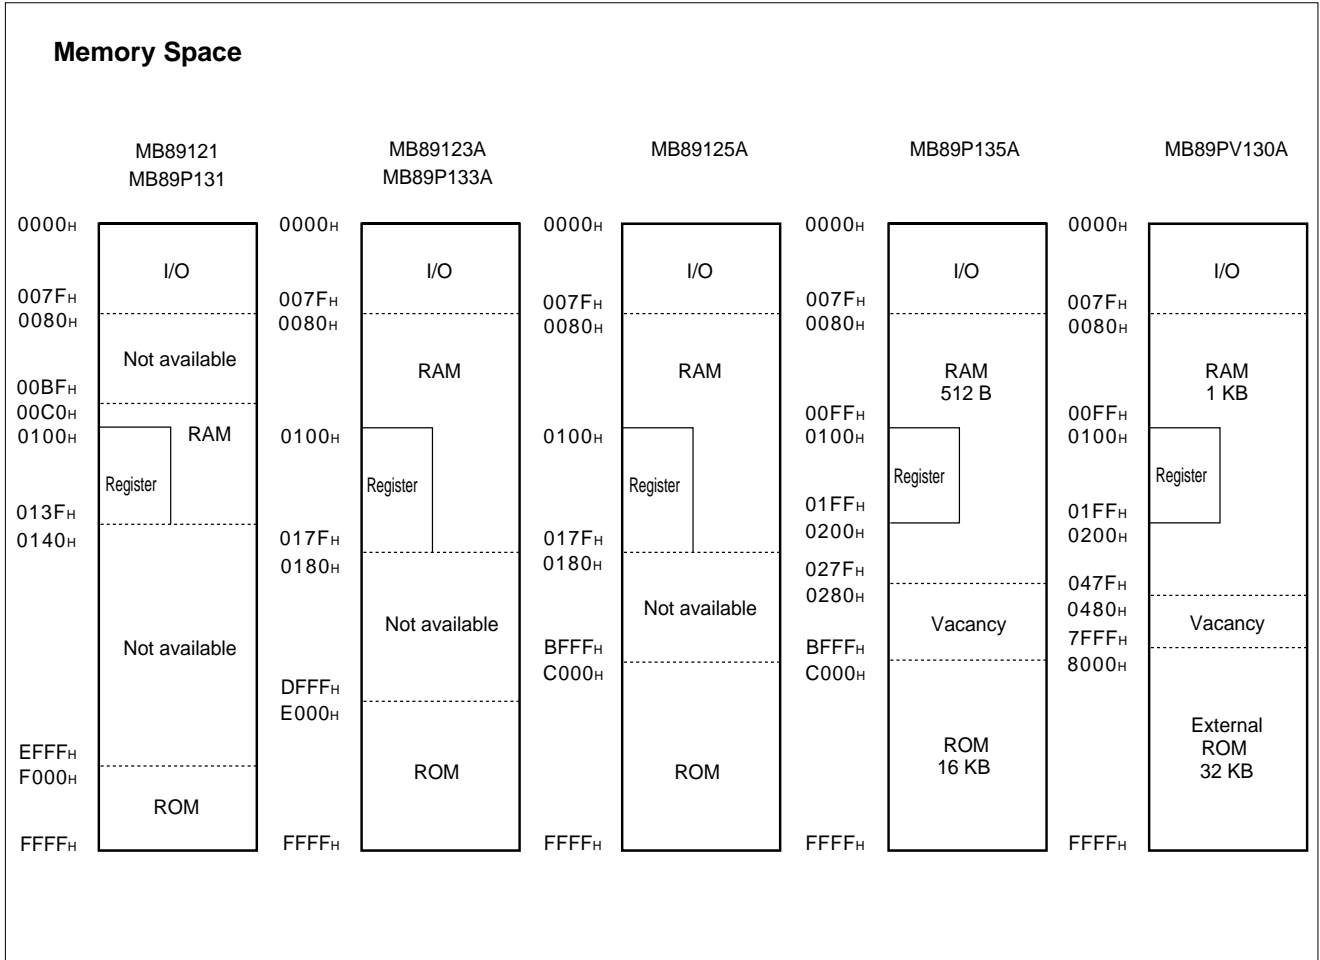 Memory Space
MB89121
MB89P131
0000H
007FH
0080H
00BFH
00C0H
0100H
013FH
0140H
EFFFH
F000H
FFFFH
I/O
Not available
RAM
Register
Not available
ROM
MB89123A
MB89P133A
0000H
007FH
0080H
0100H
017FH
0180H
DFFFH
E000H
FFFFH
I/O
RAM
Register
Not available
ROM
MB89125A
0000H
007FH
0080H
0100H
017FH
0180H
BFFFH
C000H
FFFFH
I/O
RAM
Register
Not available
ROM
MB89P135A
0000H
007FH
0080H
00FFH
0100H
01FFH
0200H
027FH
0280H
BFFFH
C000H
FFFFH
I/O
RAM
512 B
Register
Vacancy
ROM
16 KB
MB89PV130A
0000H
007FH
0080H
00FFH
0100H
01FFH
0200H
047FH
0480H
7FFFH
8000H
FFFFH
I/O
RAM
1 KB
Register
Vacancy
External
ROM
32 KB